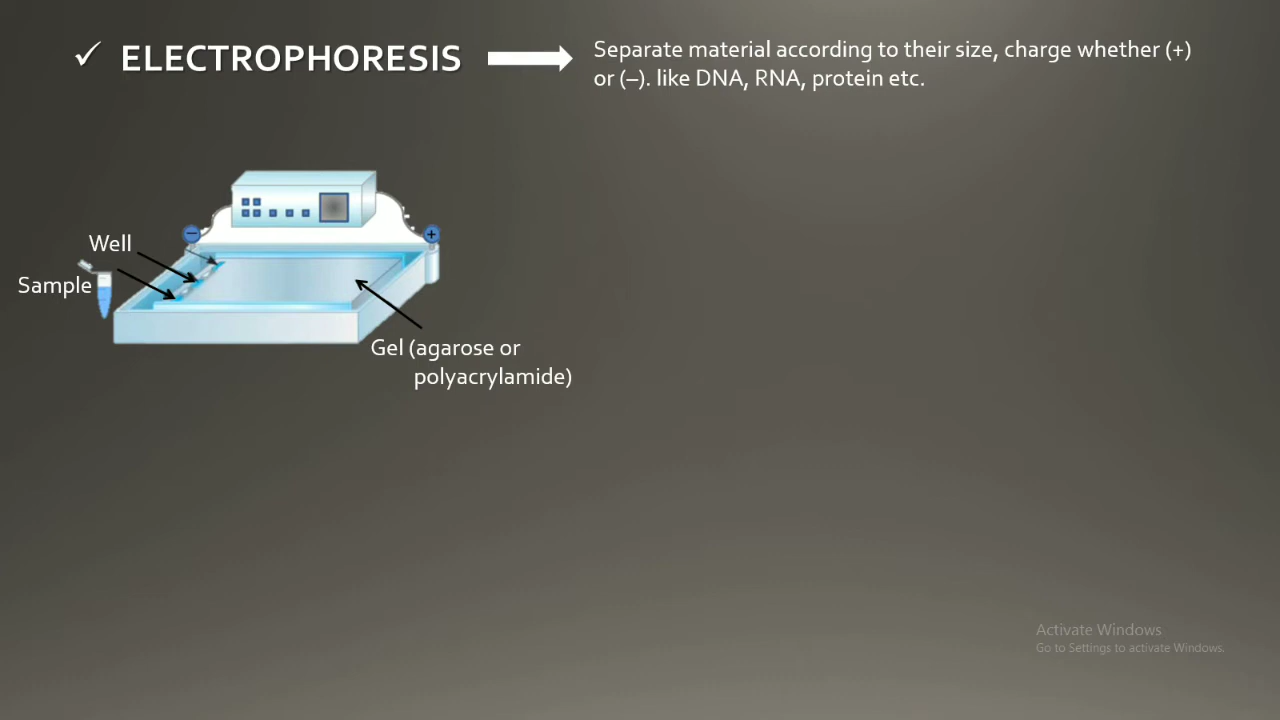 ✓ ELECTROPHORESIS
Separate material according to their size, charge whether (+)
or (–). like DNA, RNA, protein etc.
–
+
Well
Sample
Gel (agarose or
polyacrylamide)
Activate Windows
Go to Settings to activate Windows.